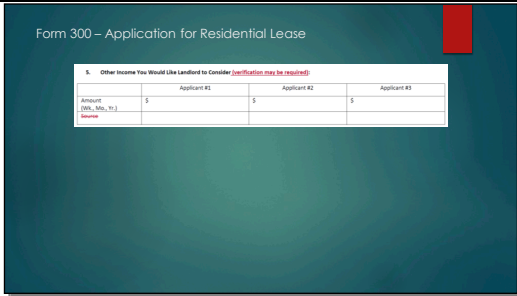 Form 300 – Application for Residential Lease
5. Other Income You Would Like Landlord to Consider (verification may be required):
Applicant #1 Applicant #2 Applicant #3
Amount $ $ $
(Wk., Mo., Yr.)
Source